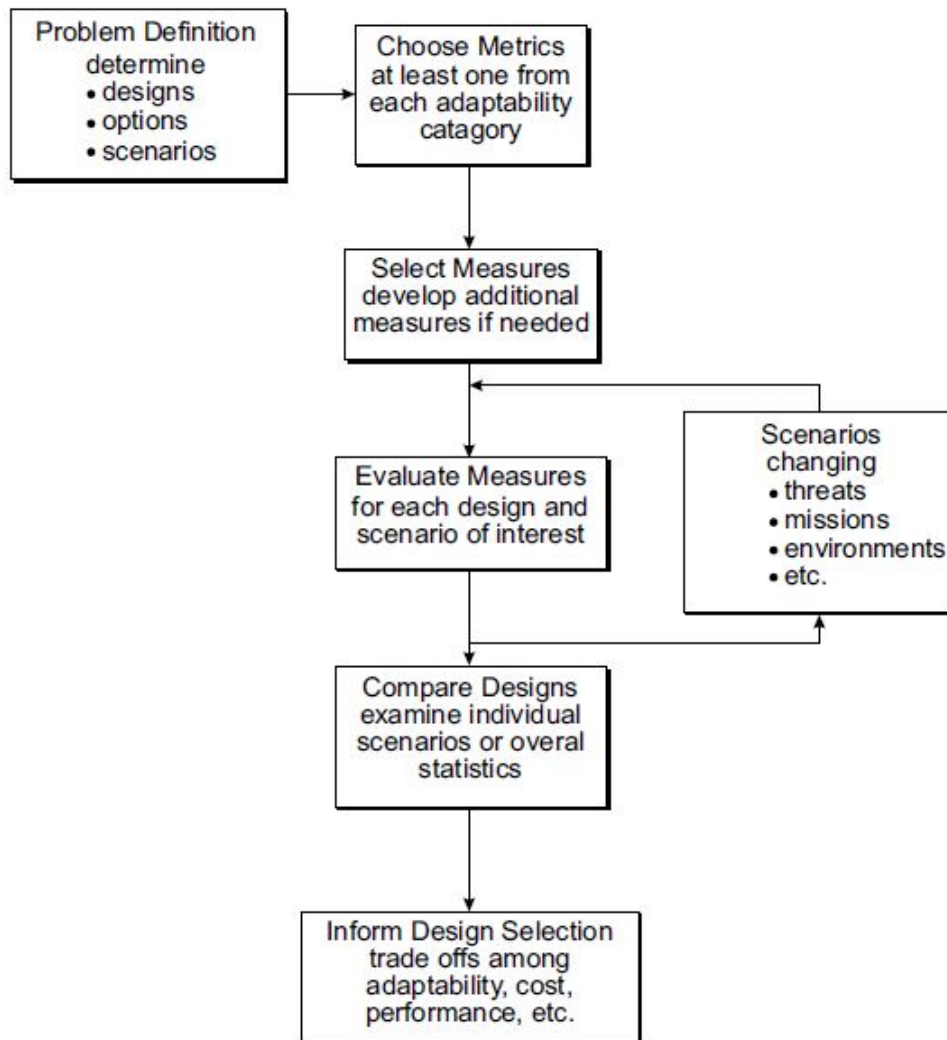 Problem Definition
determine
• designs
• options
• scenarios
Choose Metrics
at least one from
each adaptability
catagory
Select Measures
develop additional
measures if needed
Evaluate Measures
for each design and
scenario of interest
Scenarios
changing
• threats
• missions
• environments
• etc.
Compare Designs
examine individual
scenarios or overal
statistics
Inform Design Selection
trade offs among
adaptability, cost,
performance, etc.